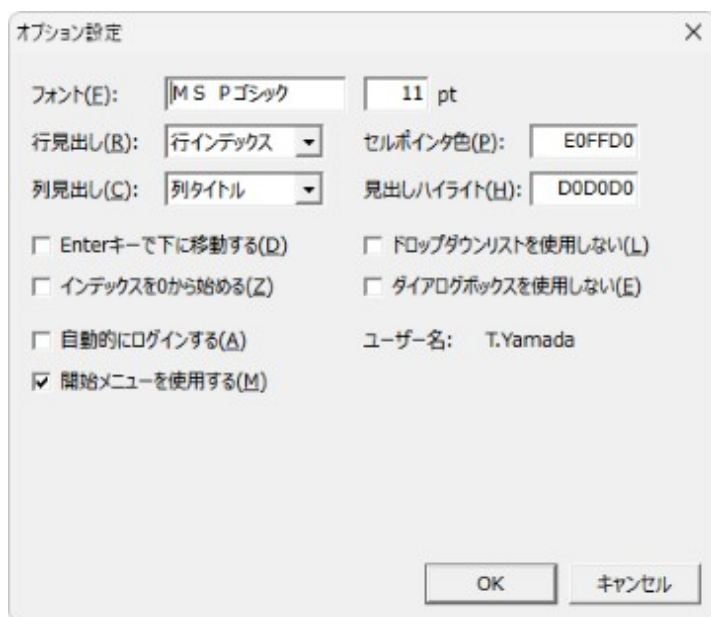 オプション設定
フォント(F): MS Pゴシック 11 pt
行見出し(R): 行インデックス セルポインタ色(P): E0FFD0
列見出し(C): 列タイトル 見出しハイライト(H): D0D0D0
Enterキーで下に移動する(D) ドロップダウンリストを使用しない(L)
インデックスを0から始める(Z) ダイアログボックスを使用しない(E)
自動的にログインする(A) ユーザー名: T.Yamada
開始メニューを使用する(M)
OK キャンセル